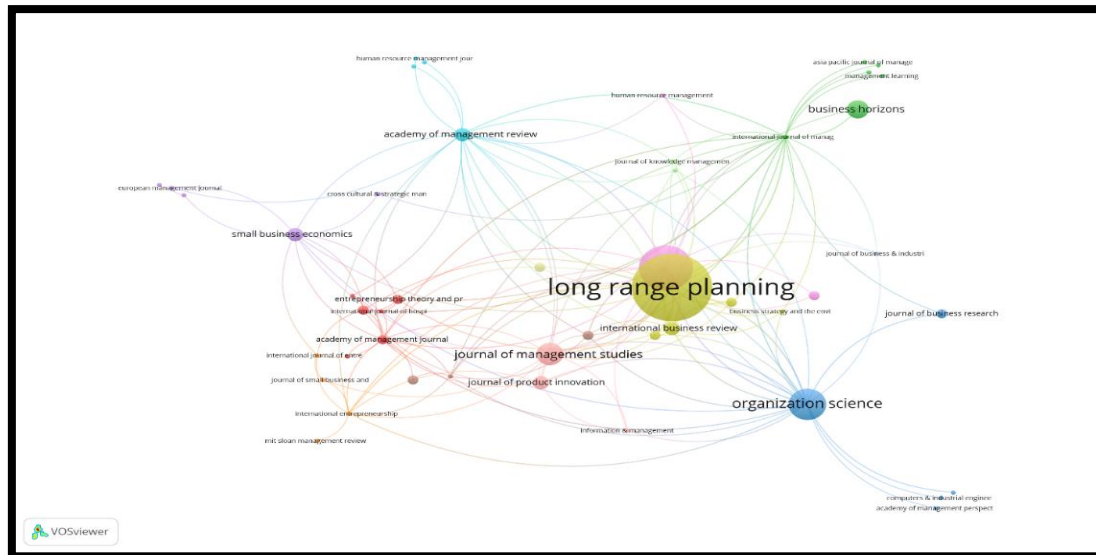 human resource management jour
asia pacific journal of manage
management learning
human resource management
business horizons
academy of management review
international journal of manag
journal of knowledge management
european management journal
cross cultural & strategic man
small business economics
journal of business & industri
long range planning
entrepreneurship theory and pr
international journal of hospi
business strategy and the envi
journal of business research
international business review
academy of management journal
journal of management studies
international journal of entre
journal of small business and
journal of product innovation
organization science
international entrepreneurship
information & management
mit sloan management review
computers & industrial enginee
academy of management perspect
VOSviewer